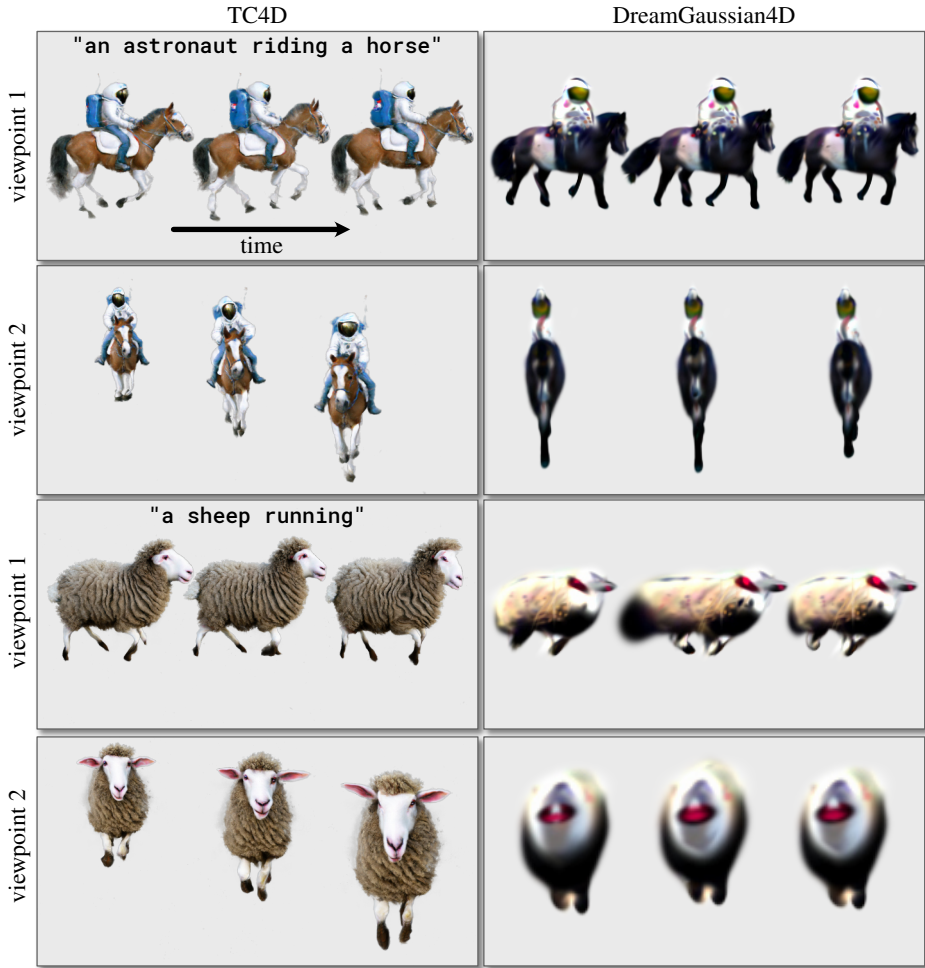 TC4D
DreamGaussian4D
viewpoint 1
"an astronaut riding a horse"
time
viewpoint 2
viewpoint 1
"a sheep running"
viewpoint 2